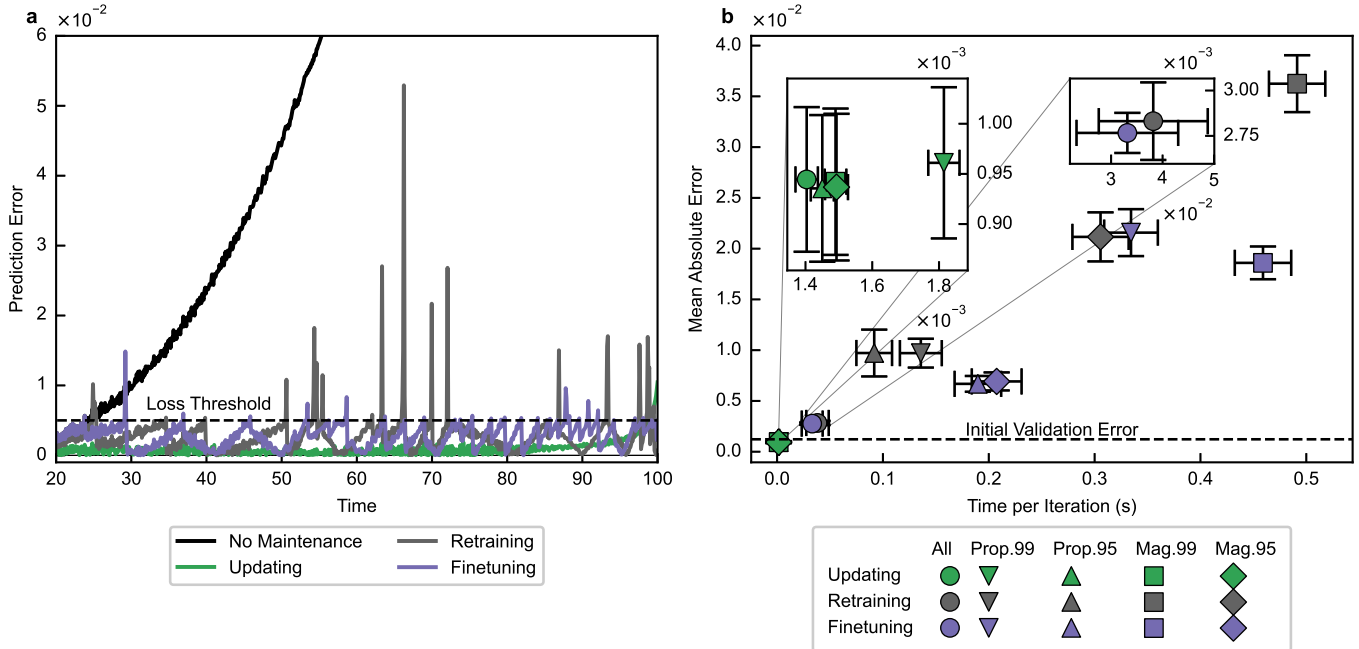 a
×10⁻²
6
5
4
3
2
1
0
Prediction Error
Loss Threshold
20 30 40 50 60 70 80 90 100
Time
No Maintenance Retraining
Updating Finetuning
b
×10⁻²
4.0
3.5
3.0
2.5
2.0
1.5
1.0
0.5
0.0
Mean Absolute Error
×10⁻³
1.00
0.95
0.90
1.4 1.6 1.8
×10⁻³
×10⁻³
3.00
2.75
3 4 5
×10⁻²
Initial Validation Error
0.0 0.1 0.2 0.3 0.4 0.5
Time per Iteration (s)
All Prop.99 Prop.95 Mag.99 Mag.95
Updating
Retraining
Finetuning